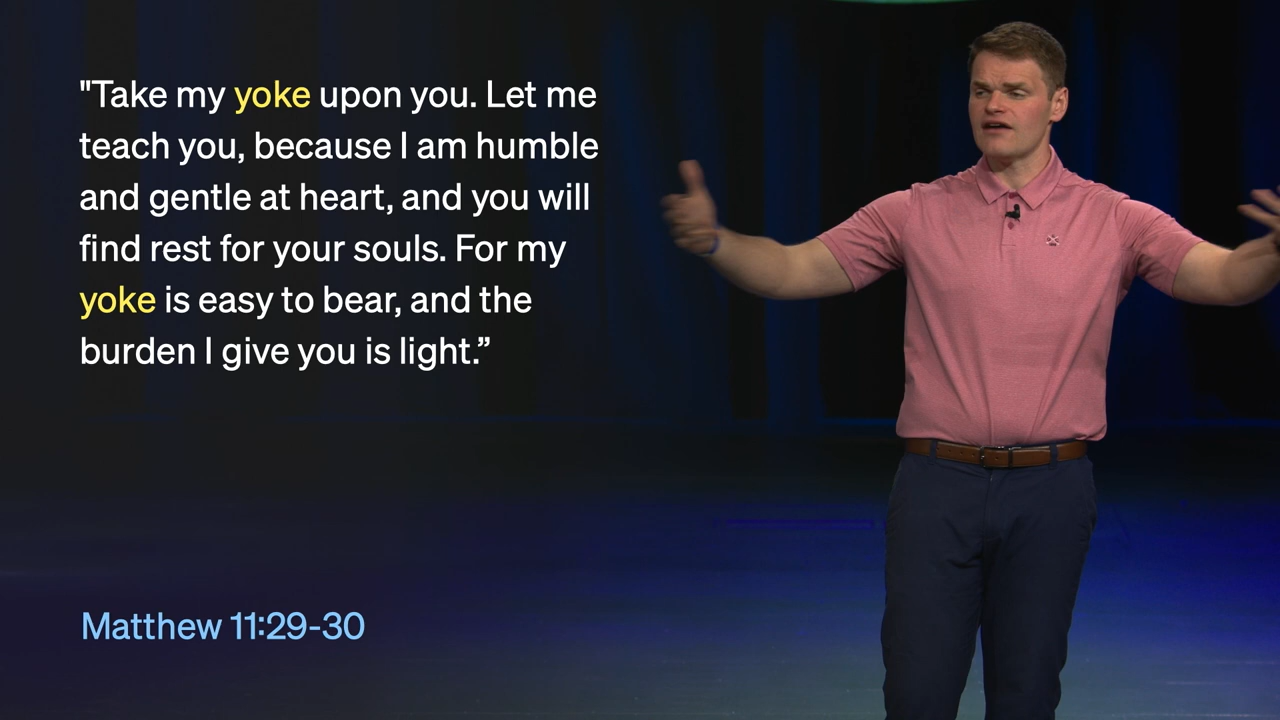 "Take my yoke upon you. Let me
teach you, because I am humble
and gentle at heart, and you will
find rest for your souls. For my
yoke is easy to bear, and the
burden I give you is light.”
Matthew 11:29-30